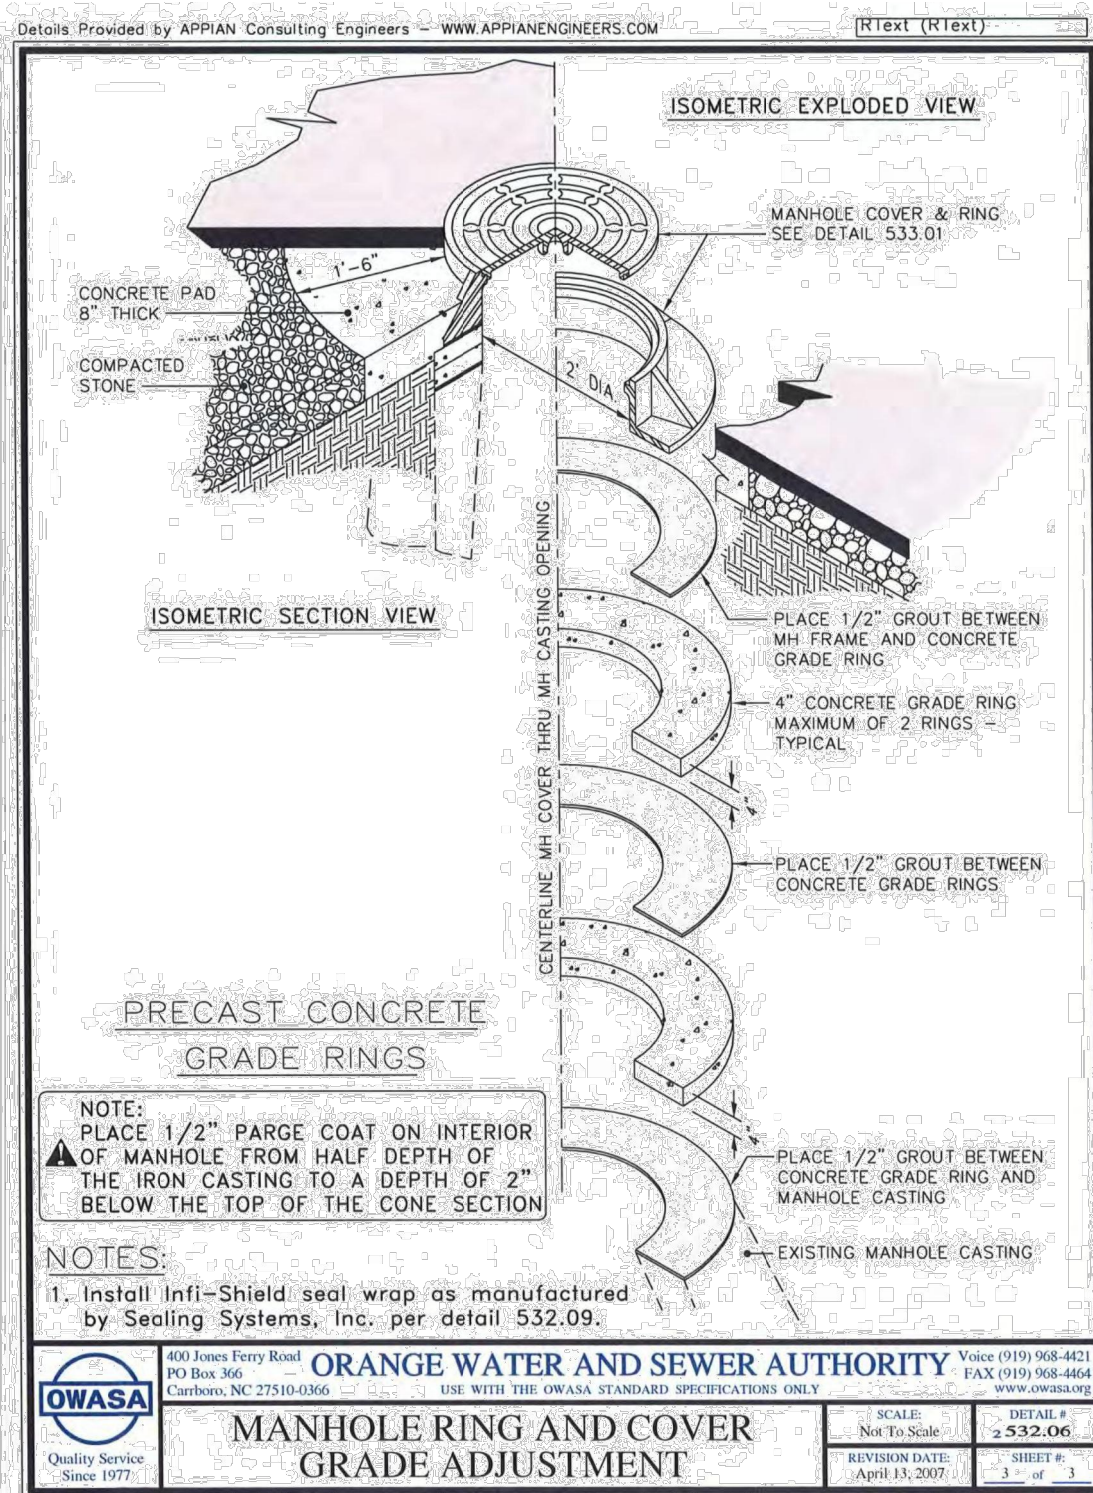 Details Provided by APPIAN Consulting Engineers – WWW.APPIANENGINEERS.COM
RText (RText)
ISOMETRIC EXPLODED VIEW
MANHOLE COVER & RING
SEE DETAIL 533.01
1'-6"
CONCRETE PAD
8" THICK
COMPACTED
STONE
2' DIA
ISOMETRIC SECTION VIEW
CENTERLINE MH COVER THRU MH CASTING OPENING
PLACE 1/2" GROUT BETWEEN
MH FRAME AND CONCRETE
GRADE RING
4" CONCRETE GRADE RING
MAXIMUM OF 2 RINGS –
TYPICAL
4"
PLACE 1/2" GROUT BETWEEN
CONCRETE GRADE RINGS
PRECAST CONCRETE
GRADE RINGS
NOTE:
PLACE 1/2" PARGE COAT ON INTERIOR
OF MANHOLE FROM HALF DEPTH OF
THE IRON CASTING TO A DEPTH OF 2"
BELOW THE TOP OF THE CONE SECTION
4"
PLACE 1/2" GROUT BETWEEN
CONCRETE GRADE RING AND
MANHOLE CASTING
EXISTING MANHOLE CASTING
NOTES:
1. Install Infi-Shield seal wrap as manufactured
by Sealing Systems, Inc. per detail 532.09.
OWASA
Quality Service
Since 1977
400 Jones Ferry Road
PO Box 366
Carrboro, NC 27510-0366
ORANGE WATER AND SEWER AUTHORITY
USE WITH THE OWASA STANDARD SPECIFICATIONS ONLY
Voice (919) 968-4421
FAX (919) 968-4464
www.owasa.org
MANHOLE RING AND COVER
GRADE ADJUSTMENT
SCALE:
Not To Scale
DETAIL #
2 532.06
REVISION DATE:
April 13, 2007
SHEET #:
3 of 3